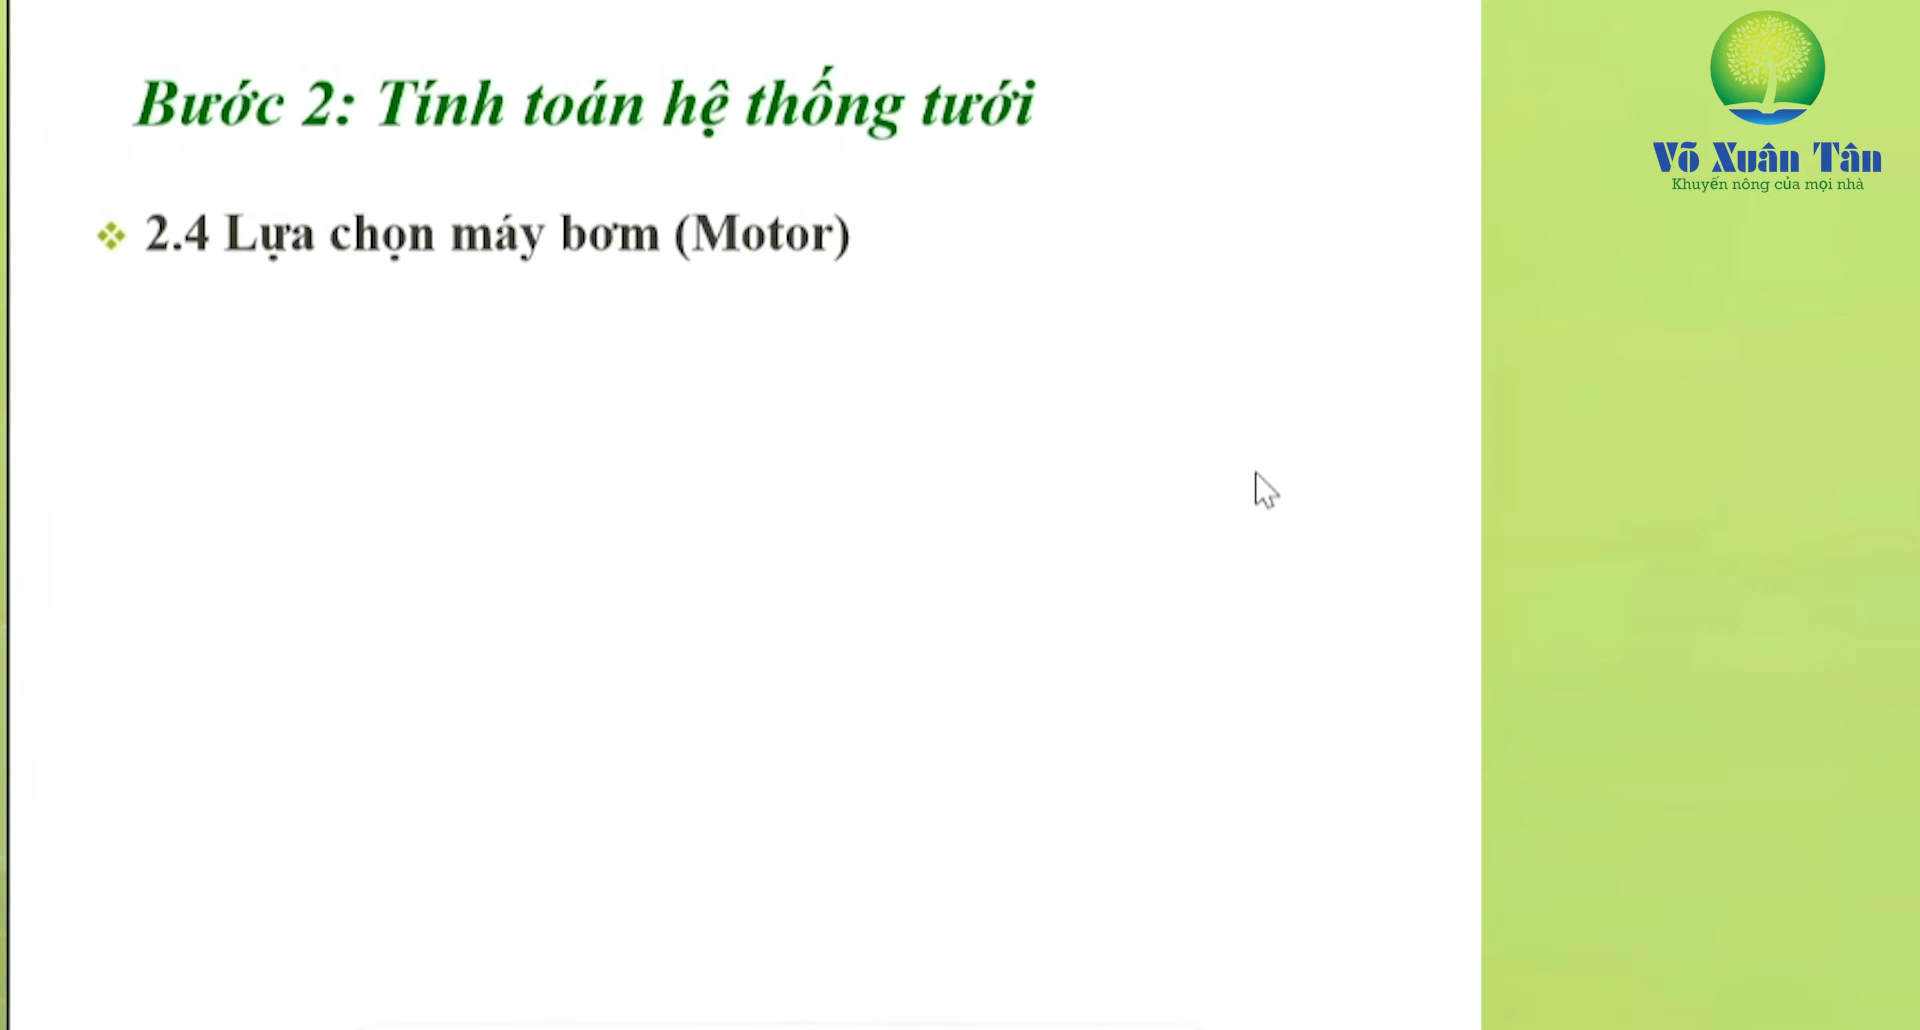 Bước 2: Tính toán hệ thống tưới
2.4 Lựa chọn máy bơm (Motor)
Võ Xuân Tân
Khuyến nông của mọi nhà